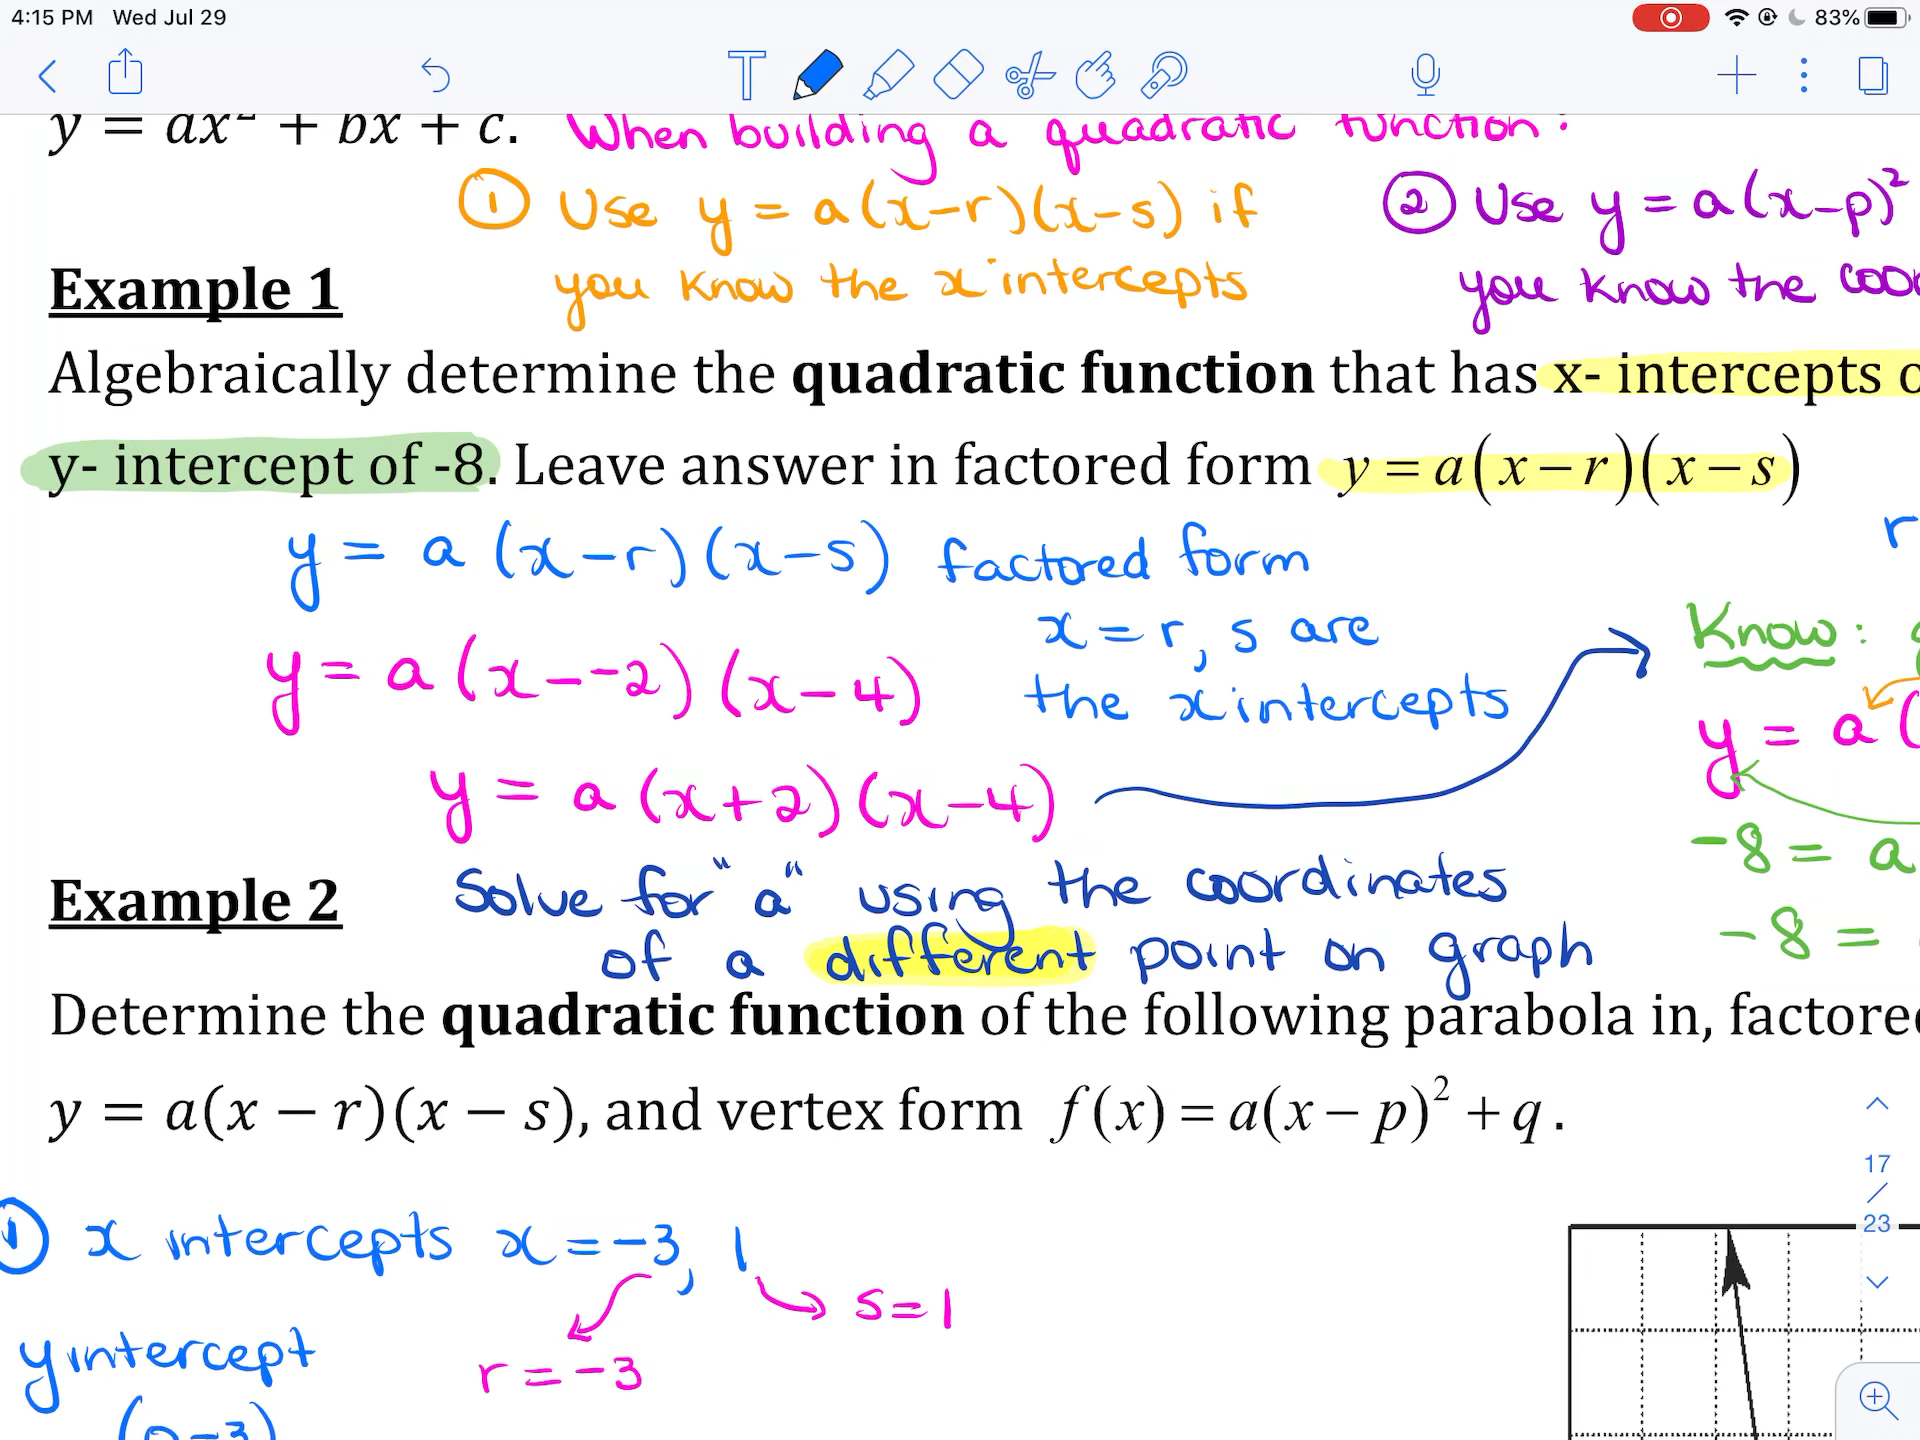 4:15 PM Wed Jul 29
83%
y = ax² + bx + c. When building a quadratic function:
① Use y = a(x-r)(x-s) if
you know the x intercepts
② Use y = a(x-p)²
you know the
Example 1
Algebraically determine the quadratic function that has x- intercepts
y- intercept of -8. Leave answer in factored form y = a(x-r)(x-s)
y = a (x-r)(x-s) factored form
x = r, s are
the x intercepts
y = a (x--2)(x-4)
y = a (x+2)(x-4)
r
Know:
y = a(
-8 = a
-8 =
Solve for "a" using the coordinates
of a different point on graph
Example 2
Determine the quadratic function of the following parabola in,
y = a(x - r)(x - s), and vertex form f(x) = a(x - p)² + q.
17
/
23
① x intercepts x = -3, 1
s = 1
r = -3
y intercept